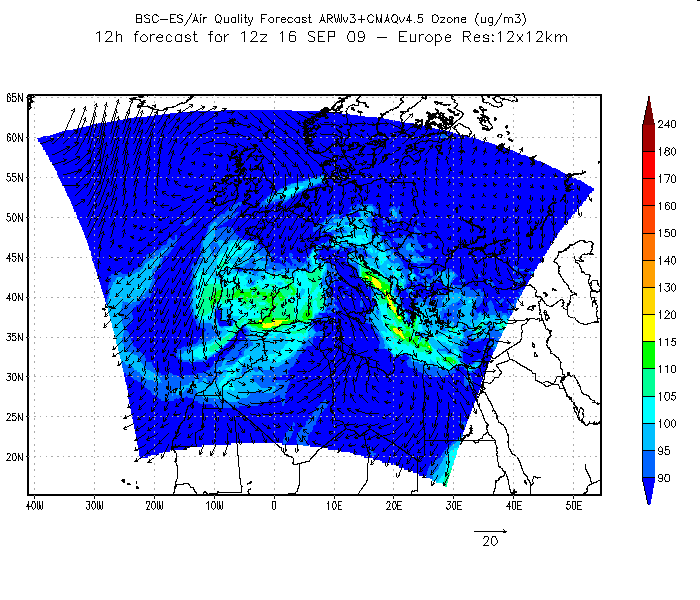 BSC-ES/Air Quality Forecast ARWv3+CMAQv4.5 Ozone (ug/m3)
12h forecast for 12z 16 SEP 09 - Europe Res:12x12km
65N
60N
55N
50N
45N
40N
35N
30N
25N
20N
40W 30W 20W 10W 0 10E 20E 30E 40E 50E
240
180
170
160
150
140
130
120
115
110
105
100
95
90
20